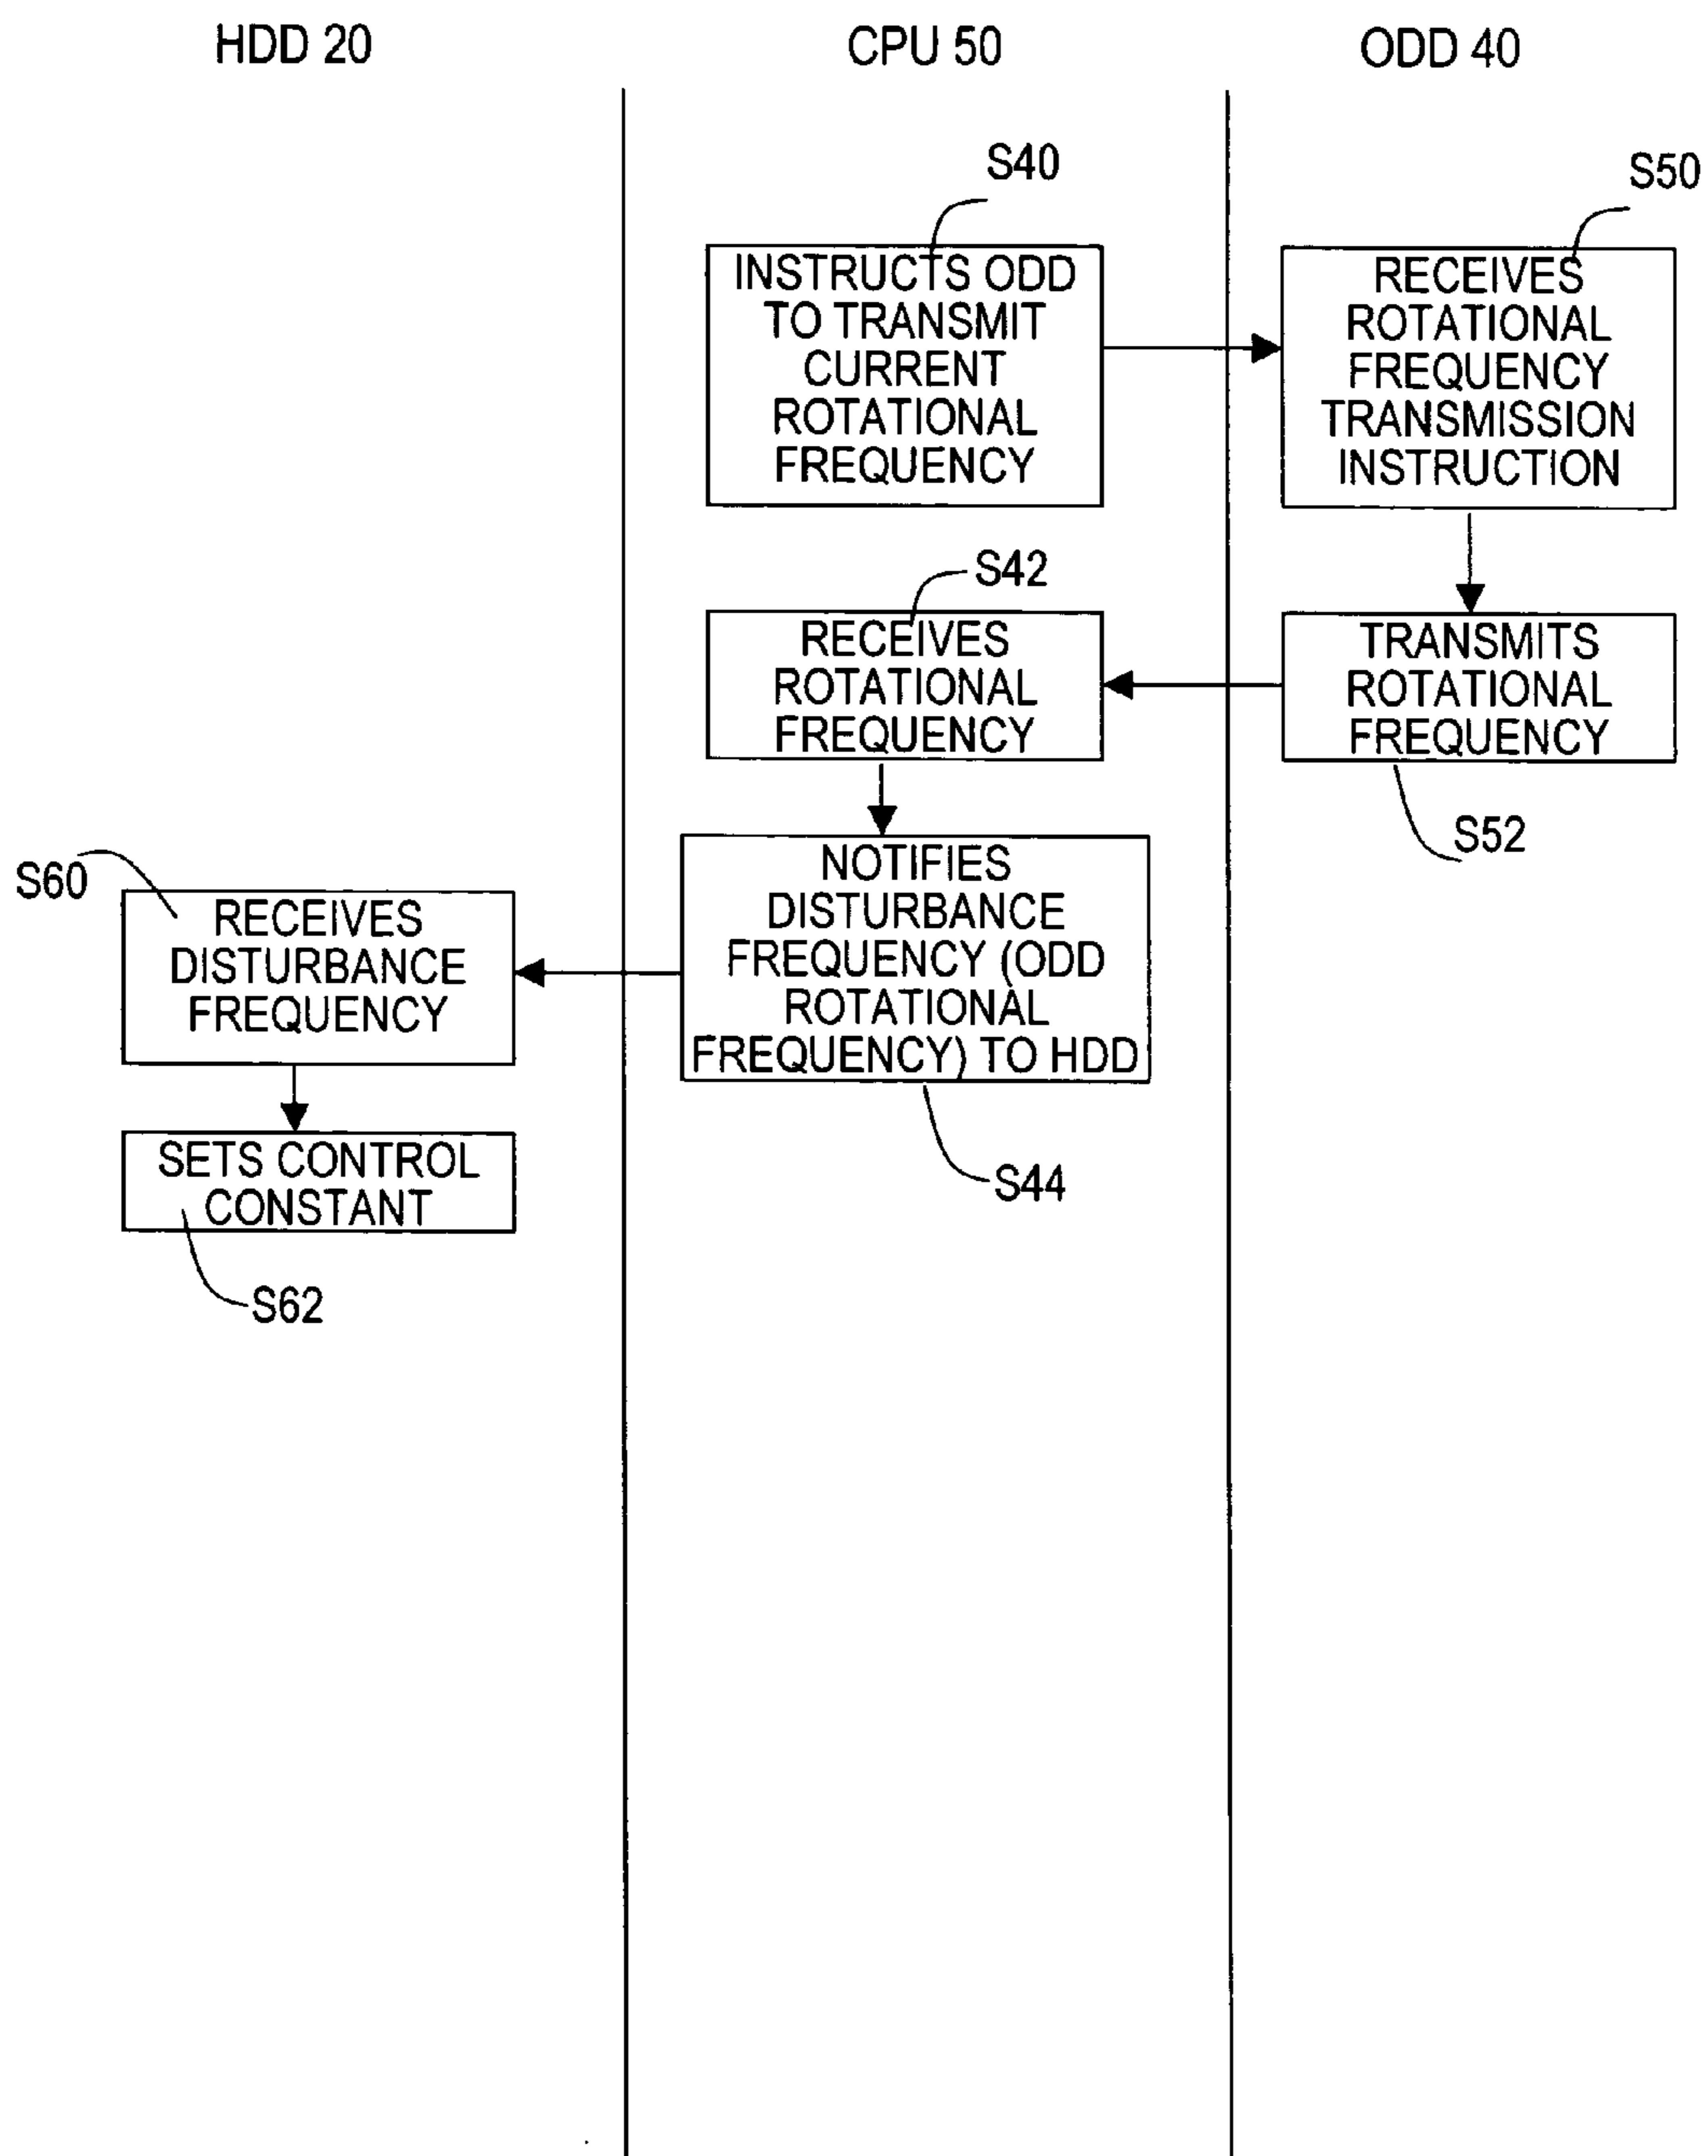 HDD 20
CPU 50
ODD 40
S40
S50
INSTRUCTS ODD
TO TRANSMIT
CURRENT
ROTATIONAL
FREQUENCY
RECEIVES
ROTATIONAL
FREQUENCY
TRANSMISSION
INSTRUCTION
S42
RECEIVES
ROTATIONAL
FREQUENCY
TRANSMITS
ROTATIONAL
FREQUENCY
S52
NOTIFIES
DISTURBANCE
FREQUENCY (ODD
ROTATIONAL
FREQUENCY) TO HDD
S44
S60
RECEIVES
DISTURBANCE
FREQUENCY
SETS CONTROL
CONSTANT
S62